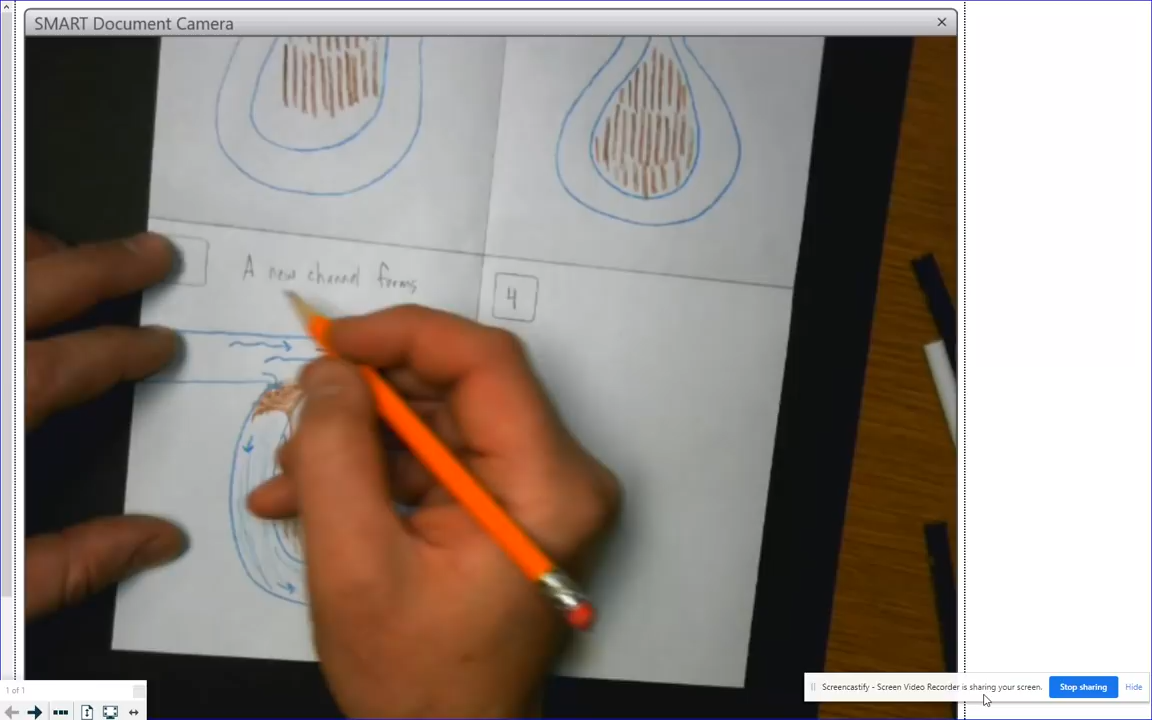 SMART Document Camera
A new channel forms
4
1 of 1
Screencastify - Screen Video Recorder is sharing your screen.
Stop sharing
Hide